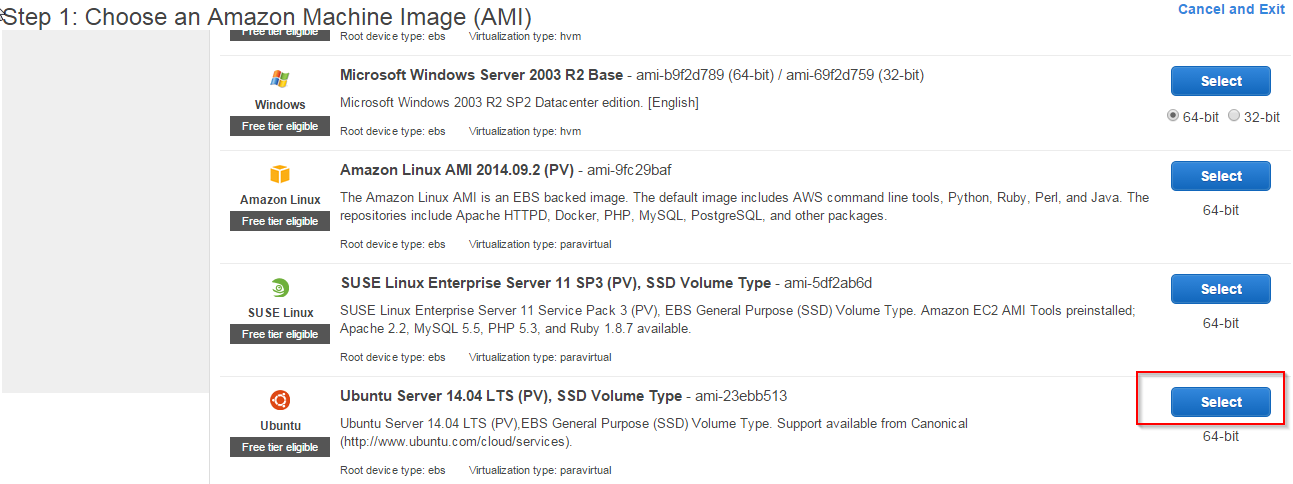 Step 1: Choose an Amazon Machine Image (AMI)
Cancel and Exit
Free tier eligible
Root device type: ebs Virtualization type: hvm
Windows
Free tier eligible
Microsoft Windows Server 2003 R2 Base - ami-b9f2d789 (64-bit) / ami-69f2d759 (32-bit)
Microsoft Windows 2003 R2 SP2 Datacenter edition. [English]
Root device type: ebs Virtualization type: hvm
Select
64-bit 32-bit
Amazon Linux
Free tier eligible
Amazon Linux AMI 2014.09.2 (PV) - ami-9fc29baf
The Amazon Linux AMI is an EBS backed image. The default image includes AWS command line tools, Python, Ruby, Perl, and Java. The
repositories include Apache HTTPD, Docker, PHP, MySQL, PostgreSQL, and other packages.
Root device type: ebs Virtualization type: paravirtual
Select
64-bit
SUSE Linux
Free tier eligible
SUSE Linux Enterprise Server 11 SP3 (PV), SSD Volume Type - ami-5df2ab6d
SUSE Linux Enterprise Server 11 Service Pack 3 (PV), EBS General Purpose (SSD) Volume Type. Amazon EC2 AMI Tools preinstalled;
Apache 2.2, MySQL 5.5, PHP 5.3, and Ruby 1.8.7 available.
Root device type: ebs Virtualization type: paravirtual
Select
64-bit
Ubuntu
Free tier eligible
Ubuntu Server 14.04 LTS (PV), SSD Volume Type - ami-23ebb513
Ubuntu Server 14.04 LTS (PV),EBS General Purpose (SSD) Volume Type. Support available from Canonical
(http://www.ubuntu.com/cloud/services).
Root device type: ebs Virtualization type: paravirtual
Select
64-bit